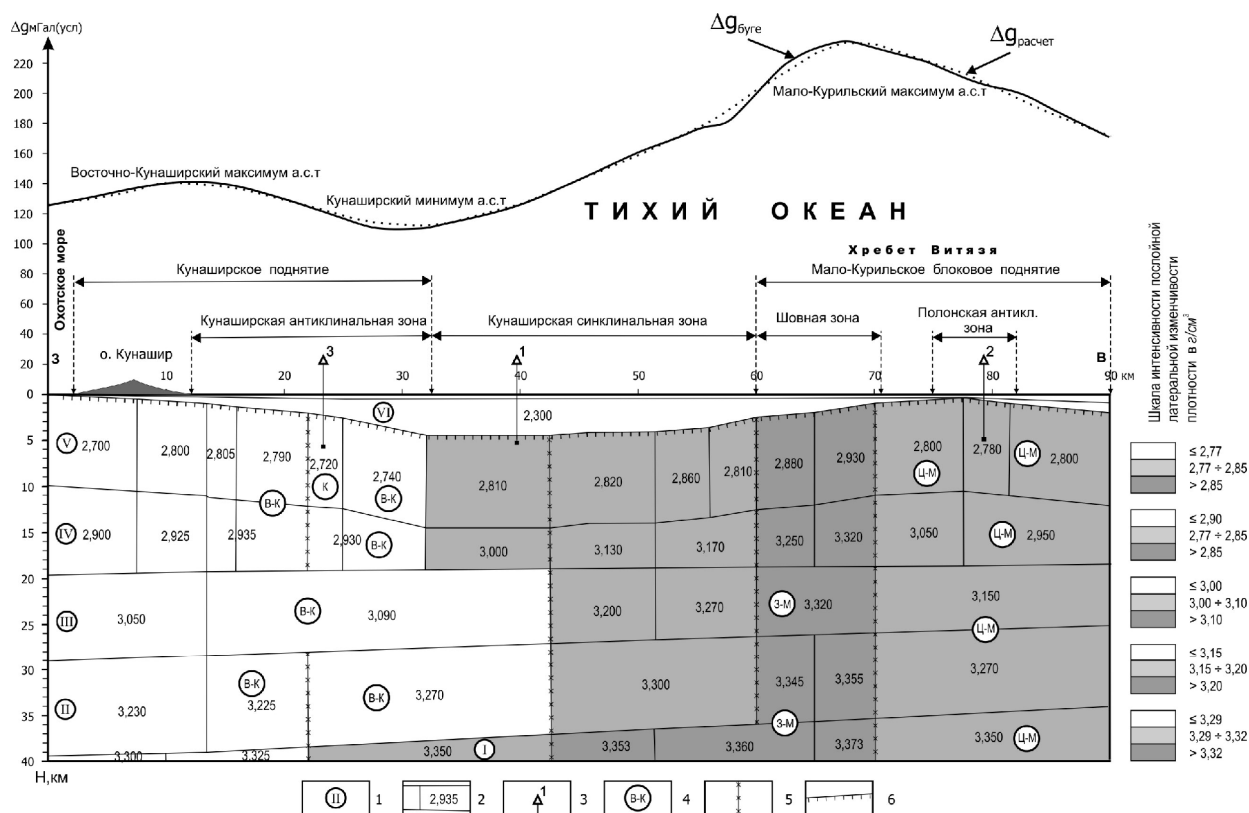 ΔgмГал(усл)
Δgбуге
Δgрасчет
220
200
180
160
140
120
100
80
60
40
20
0
Мало-Курильский максимум а.с.т
Восточно-Кунаширский максимум а.с.т
Кунаширский минимум а.с.т
ТИХИЙ ОКЕАН
Хребет Витязя
Охотское море
Кунаширское поднятие
Мало-Курильское блоковое поднятие
Кунаширская антиклинальная зона
Кунаширская синклинальная зона
Шовная зона
Полонская антикл.
зона
З
о. Кунашир
3
1
2
В
10
20
30
40
50
60
70
80
90 км
0
5
10
15
20
25
30
35
40
H,км
VI
2,300
V
2,700
2,800
2,805
2,790
2,720
2,740
2,810
2,820
2,860
2,810
2,880
2,930
2,800
2,780
2,800
К
В-К
В-К
Ц-М
Ц-М
IV
2,900
2,925
2,935
2,930
В-К
3,000
3,130
3,170
3,250
3,320
3,050
Ц-М
2,950
III
3,050
В-К
3,090
3,200
3,270
З-М
3,320
3,150
Ц-М
II
3,230
В-К
3,225
В-К
3,270
3,300
3,345
3,355
3,270
З-М
3,300
3,325
3,350
I
3,353
3,360
3,373
3,350
Ц-М
Шкала интенсивности послойной
латеральной изменчивости
плотности в г/см³
≤ 2,77
2,77 ÷ 2,85
> 2,85
≤ 2,90
2,77 ÷ 2,85
> 2,85
≤ 3,00
3,00 ÷ 3,10
> 3,10
≤ 3,15
3,15 ÷ 3,20
> 3,20
≤ 3,29
3,29 ÷ 3,32
> 3,32
II 1
2,935 2
1 3
В-К 4
5
6